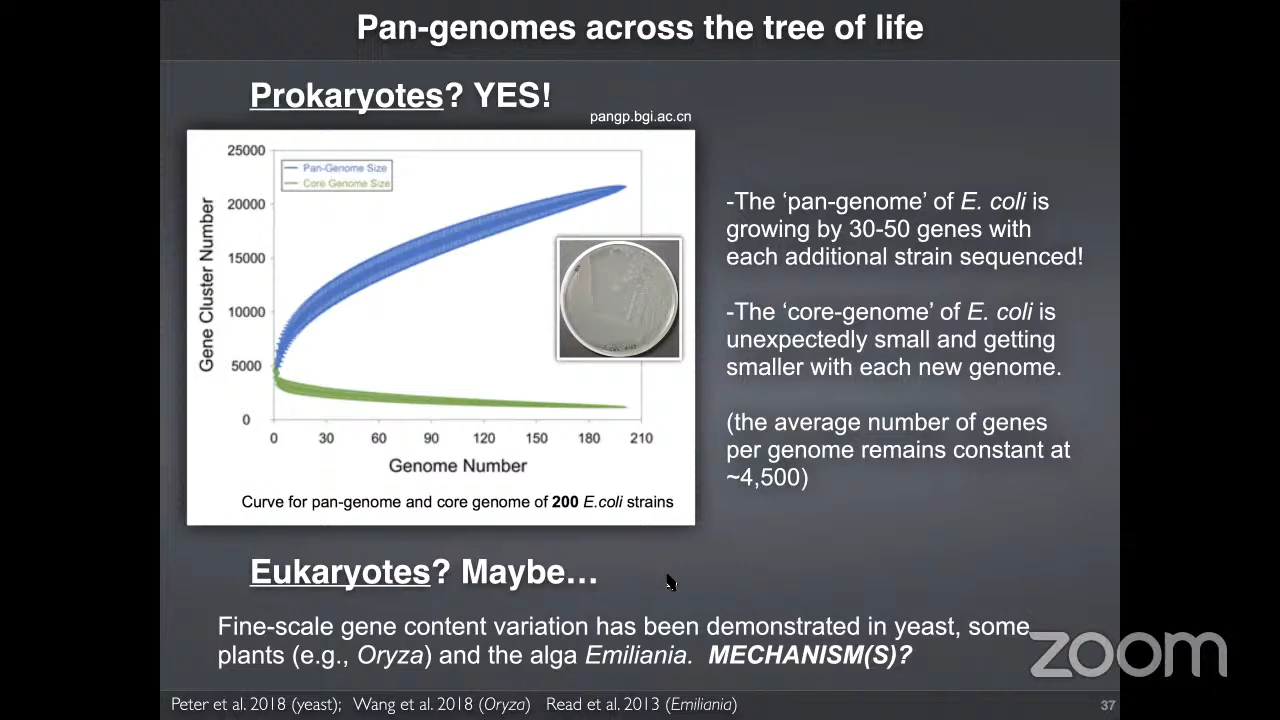 Pan-genomes across the tree of life
Prokaryotes? YES!
pangp.bgi.ac.cn
25000
20000
15000
10000
5000
0
Gene Cluster Number
Pan-Genome Size
Core Genome Size
0 30 60 90 120 150 180 210
Genome Number
Curve for pan-genome and core genome of 200 E.coli strains
-The ‘pan-genome’ of E. coli is
growing by 30-50 genes with
each additional strain sequenced!
-The ‘core-genome’ of E. coli is
unexpectedly small and getting
smaller with each new genome.
(the average number of genes
per genome remains constant at
~4,500)
Eukaryotes? Maybe…
Fine-scale gene content variation has been demonstrated in yeast, some
plants (e.g., Oryza) and the alga Emiliania. MECHANISM(S)?
zoom
Peter et al. 2018 (yeast); Wang et al. 2018 (Oryza) Read et al. 2013 (Emiliania)
37